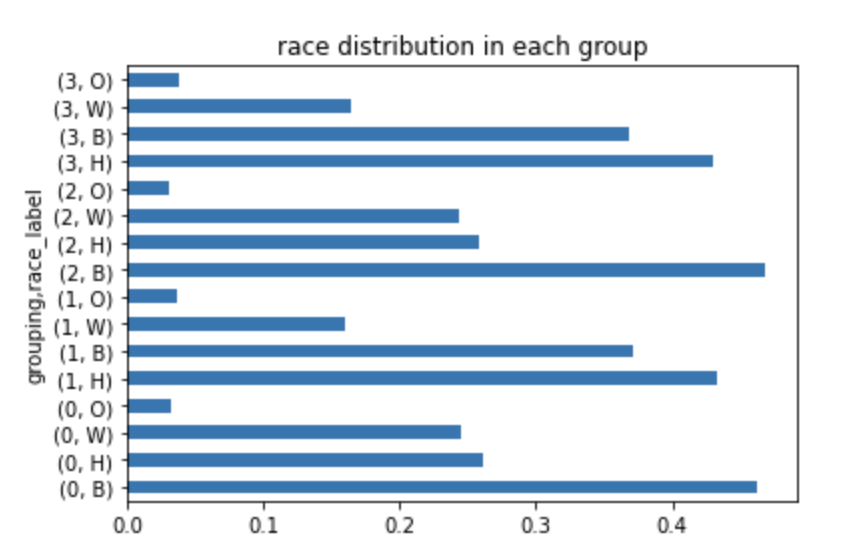 race distribution in each group
(3, O)
(3, W)
(3, B)
(3, H)
(2, O)
(2, W)
(2, H)
(2, B)
(1, O)
(1, W)
(1, B)
(1, H)
(0, O)
(0, W)
(0, H)
(0, B)
grouping,race_label
0.0 0.1 0.2 0.3 0.4